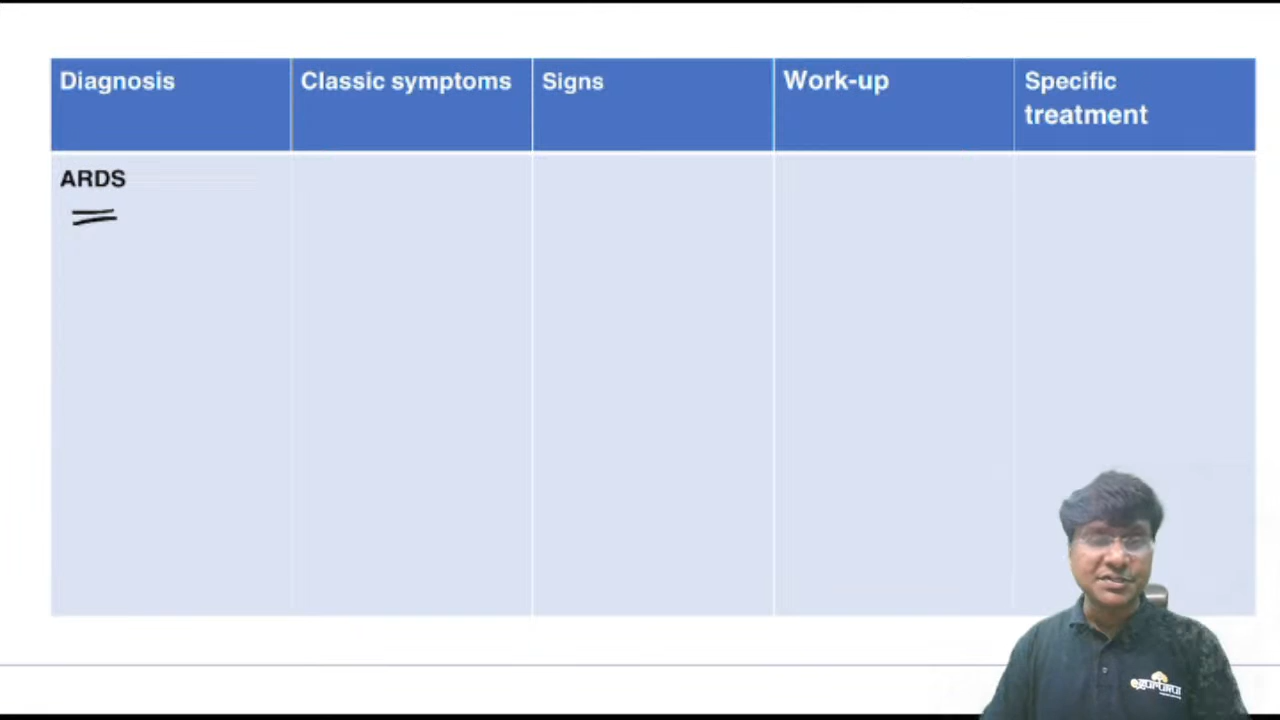 Diagnosis
Classic symptoms
Signs
Work-up
Specific
treatment
ARDS